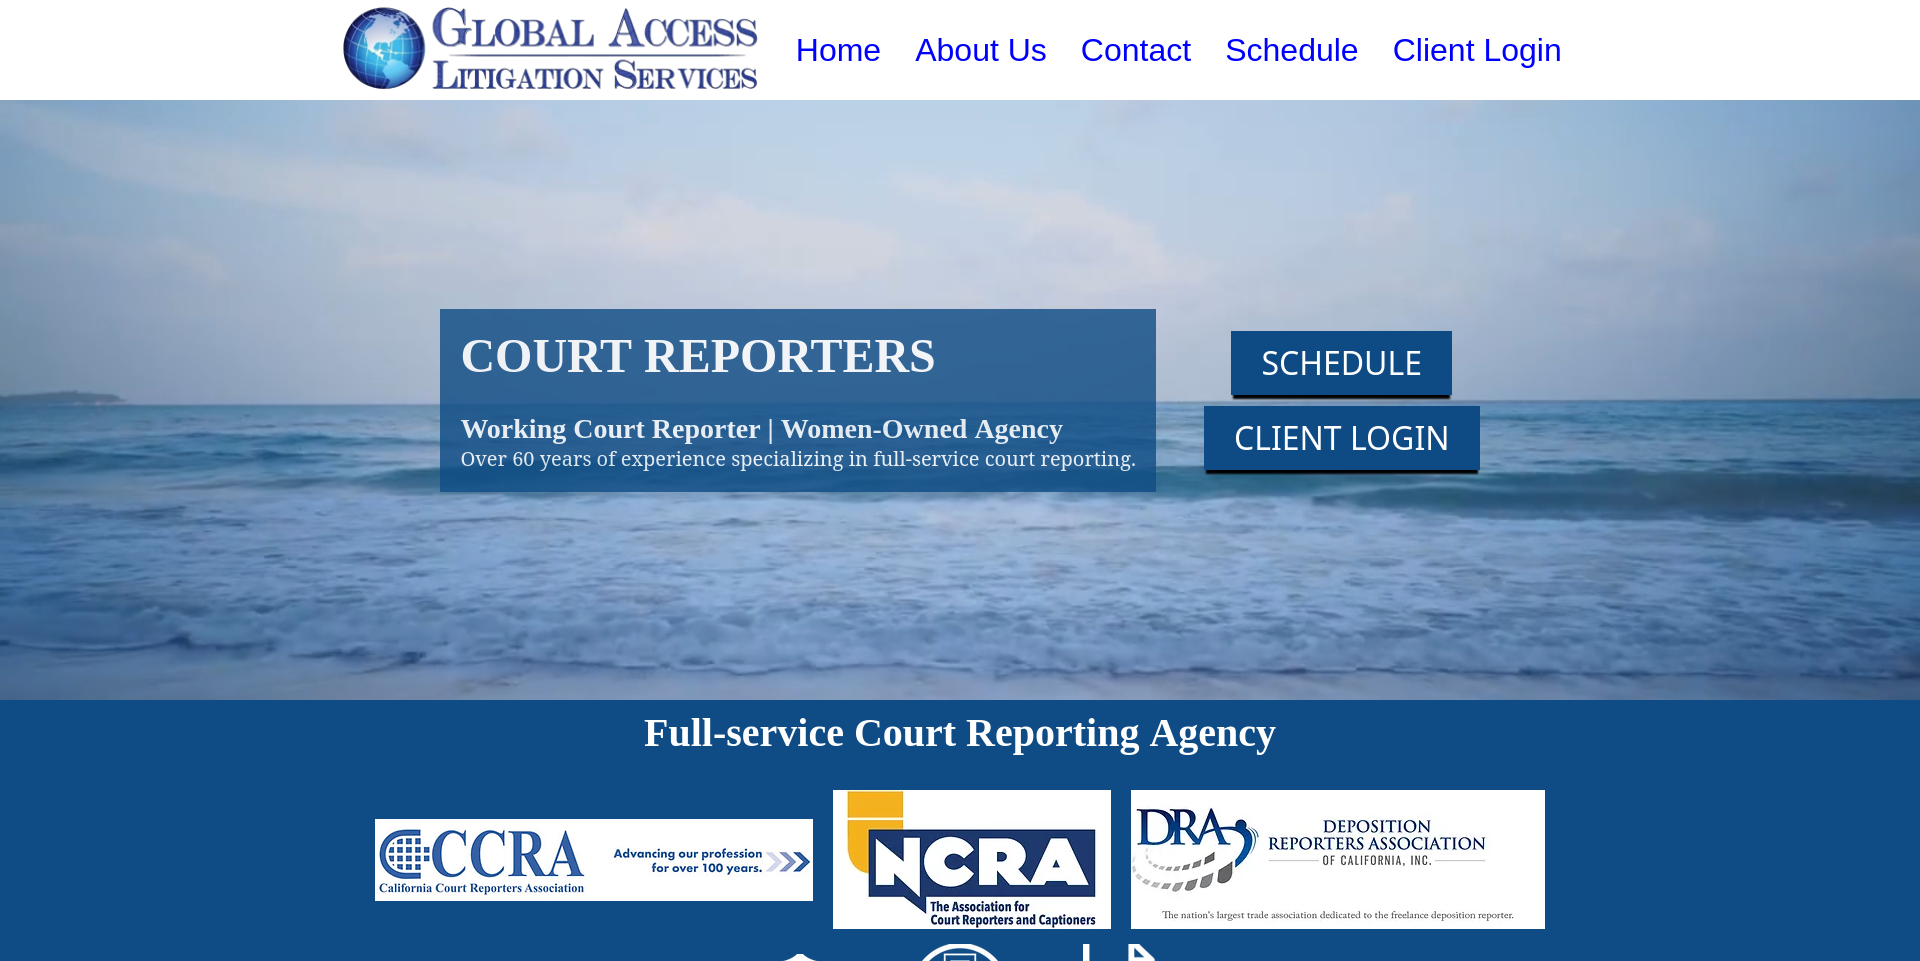 GLOBAL ACCESS
LITIGATION SERVICES
Home About Us Contact Schedule Client Login
COURT REPORTERS
Working Court Reporter | Women-Owned Agency
Over 60 years of experience specializing in full-service court reporting.
SCHEDULE
CLIENT LOGIN
Full-service Court Reporting Agency
CCRA
California Court Reporters Association
Advancing our profession
for over 100 years.
NCRA
The Association for
Court Reporters and Captioners
DRA
DEPOSITION
REPORTERS ASSOCIATION
OF CALIFORNIA, INC.
The nation's largest trade association dedicated to the freelance deposition reporter.